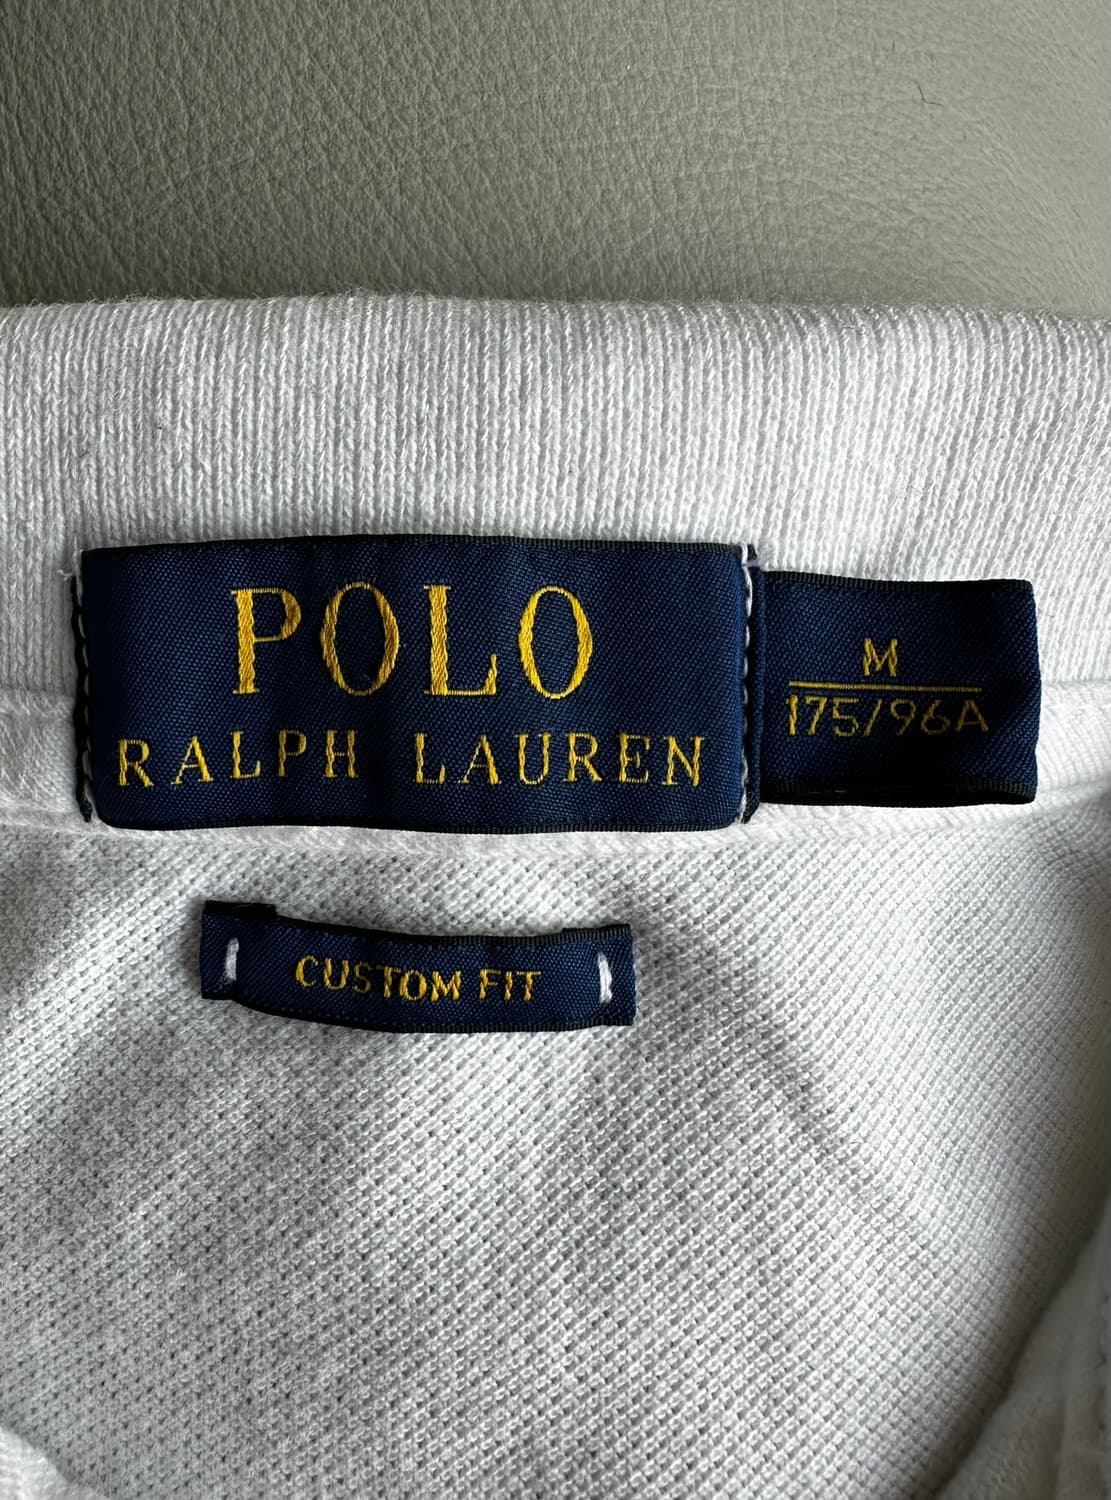 POLO
RALPH LAUREN
M
175/96A
CUSTOM FIT